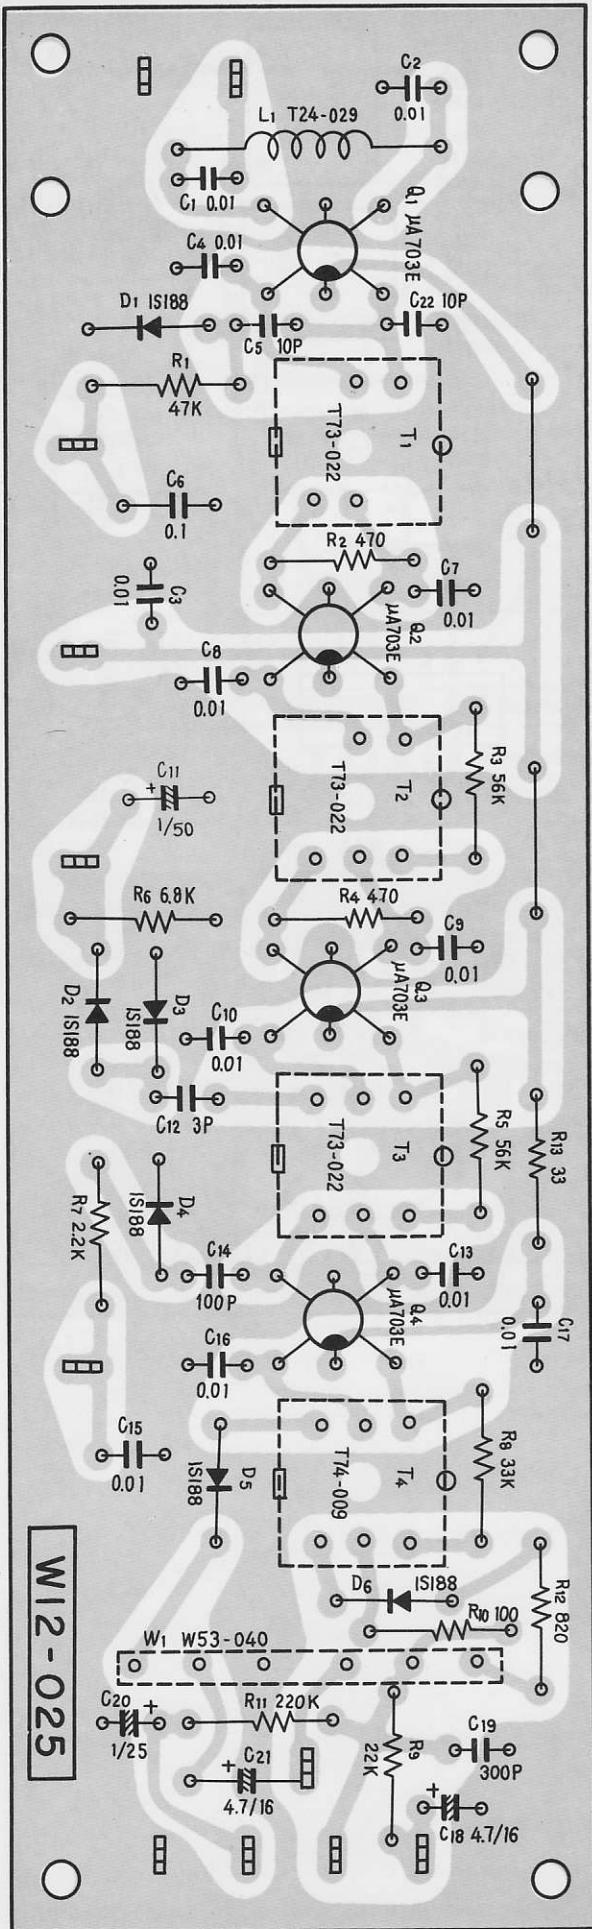 C2
0.01
L1 T24-029
C1 0.01
Q1 μA703E
C4 0.01
D1 IS188
C22 10P
C5 10P
R1
47K
T1
T73-022
C6
0.1
R2 470
C7
0.01
C3
0.01
Q2
μA703E
C8
0.01
R3 56K
T2
T73-022
C11
+
1/50
R6 6.8K
R4 470
C9
0.01
D2 IS188
D3
IS188
Q3
μA703E
C10
0.01
C12 3P
T3
T73-022
R5 56K
R13 33
R7 2.2K
D4
IS188
C14
100P
C13
0.01
Q4
μA703E
C17
0.01
C16
0.01
C15
0.01
D5
IS188
T4
T74-009
R8 33K
D6 IS188
R10 100
R12 820
W1 W53-040
W12-025
C20
+
1/25
R11 220K
R9
22K
C19
300P
C21
+
4.7/16
+
C18 4.7/16